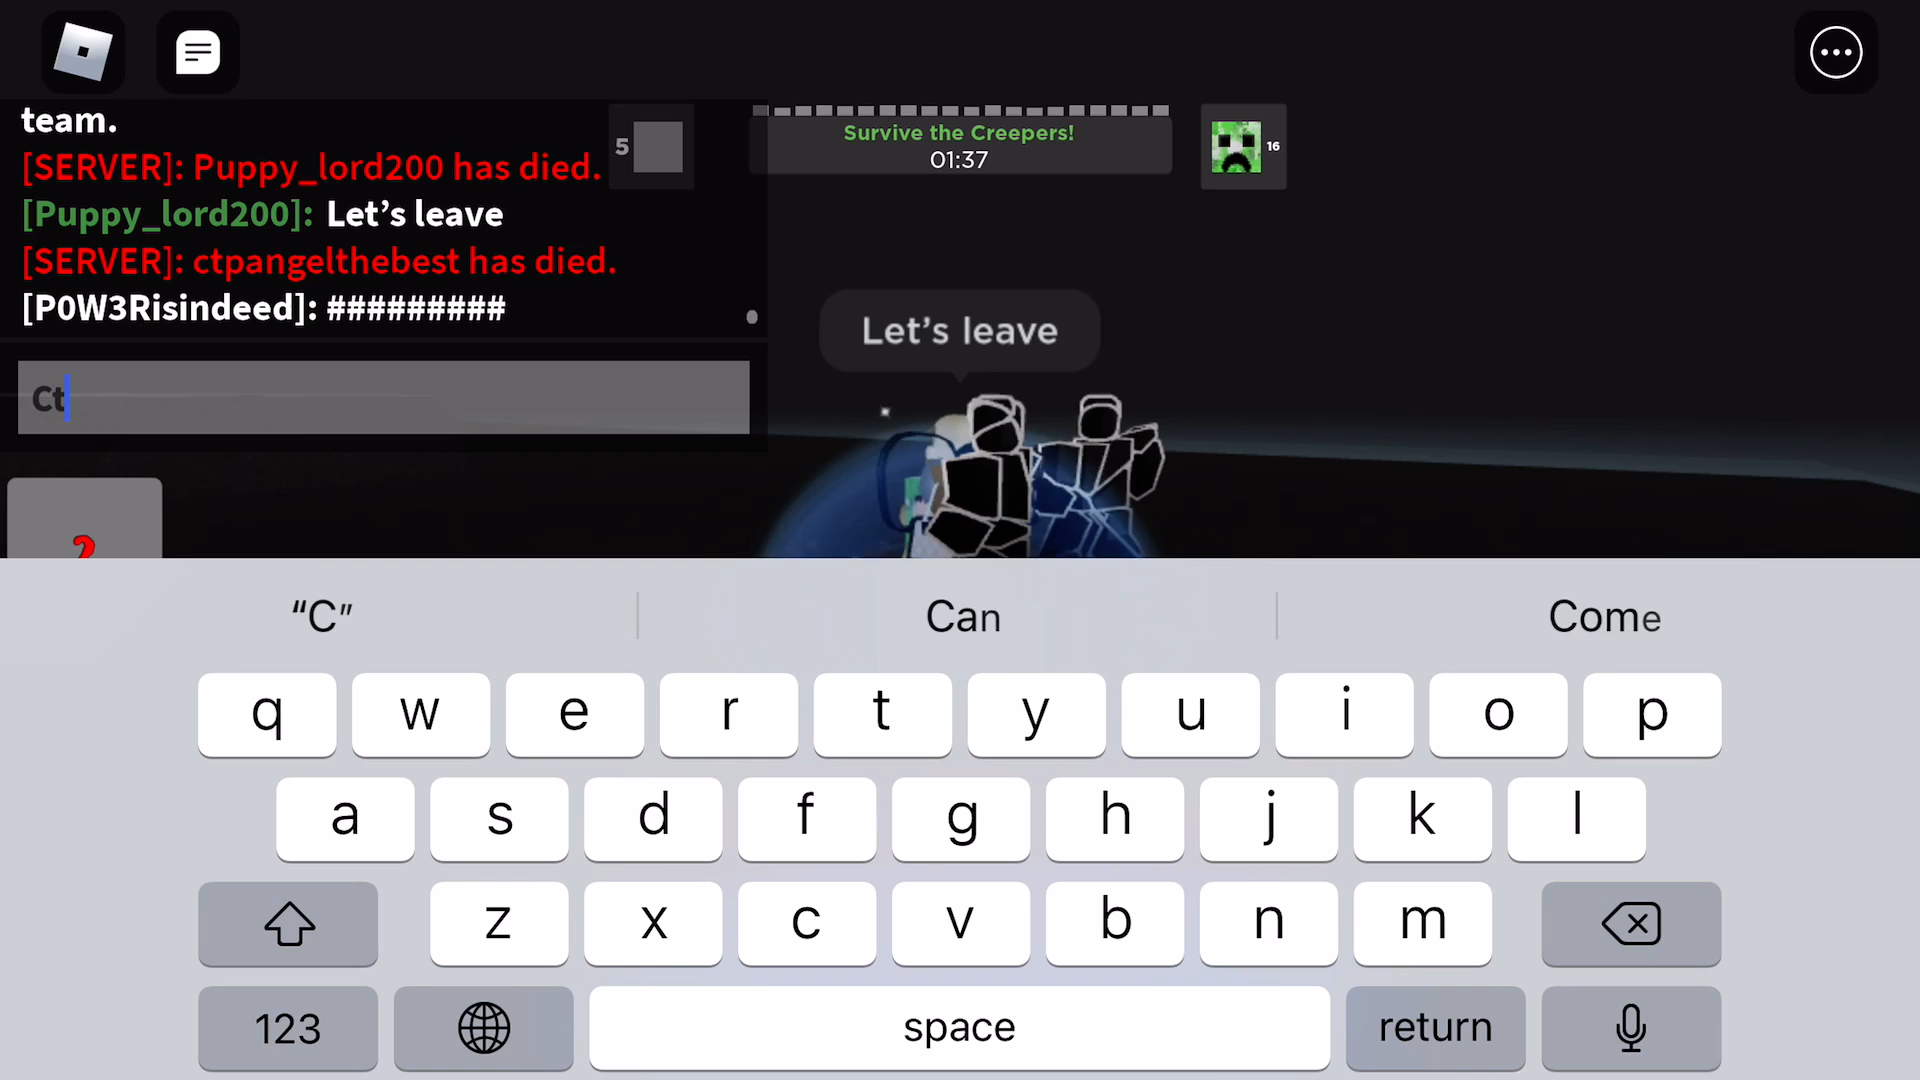 team.
[SERVER]: Puppy_lord200 has died.
[Puppy_lord200]: Let’s leave
[SERVER]: ctpangelthebest has died.
[P0W3Risindeed]: #########
Ct
5
Survive the Creepers!
01:37
16
Let’s leave
?
“C”
Can
Come
q w e r t y u i o p
a s d f g h j k l
z x c v b n m
123
space
return